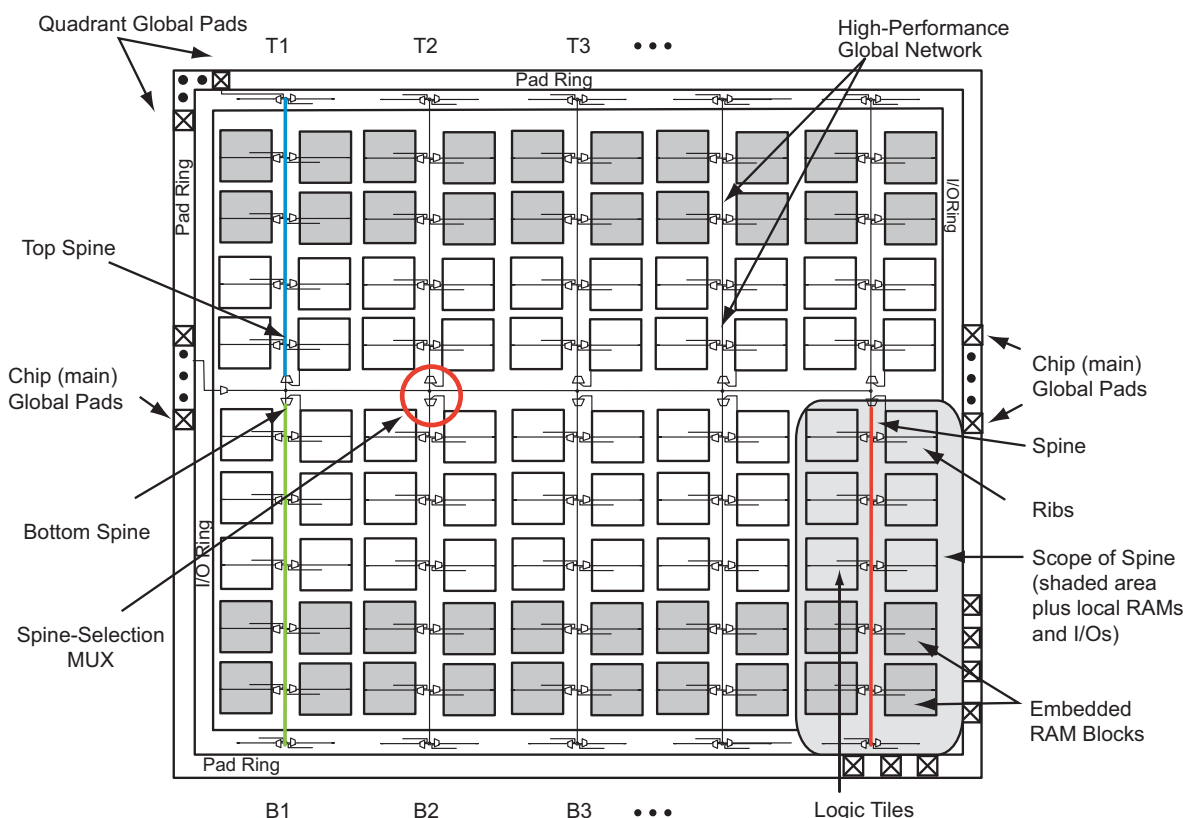 Quadrant Global Pads
T1
T2
T3
High-Performance
Global Network
Pad Ring
Pad Ring
I/ORing
Top Spine
Chip (main)
Global Pads
Chip (main)
Global Pads
Spine
Ribs
Bottom Spine
I/O Ring
Scope of Spine
(shaded area
plus local RAMs
and I/Os)
Spine-Selection
MUX
Embedded
RAM Blocks
Pad Ring
B1
B2
B3
Logic Tiles